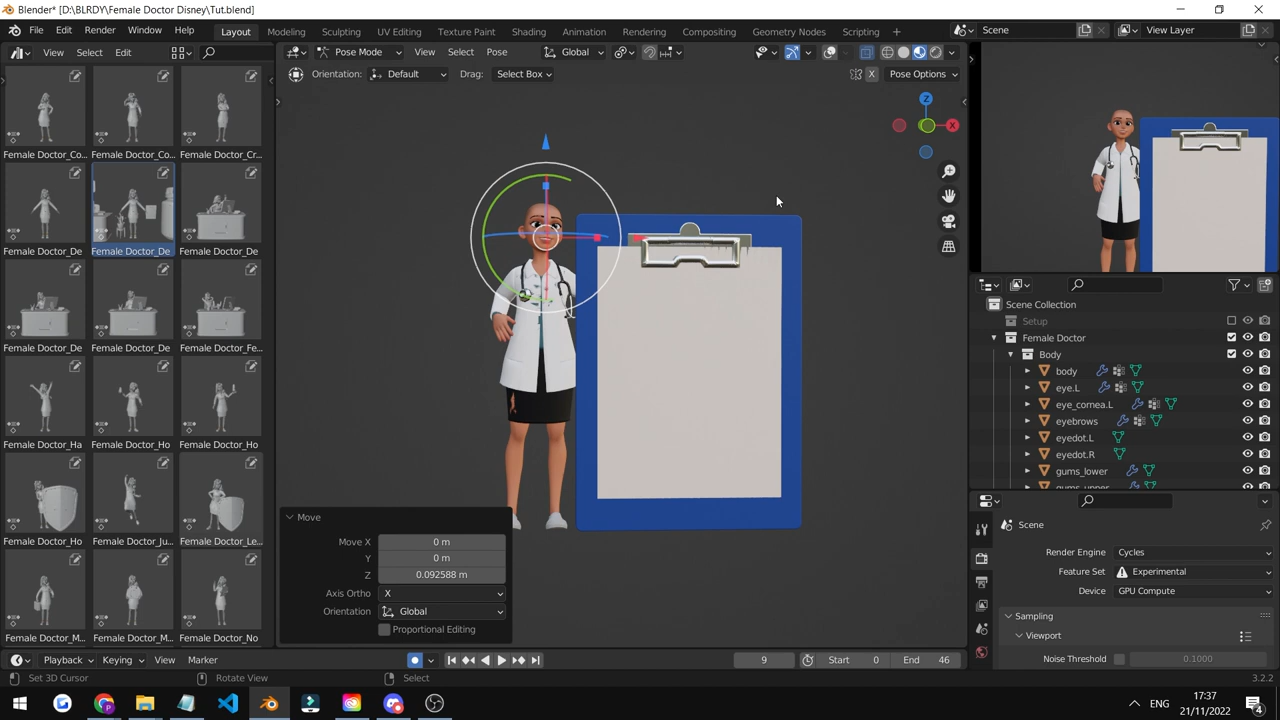 Blender* [D:\BLRDY\Female Doctor Disney\Tut.blend]
File Edit Render Window Help Layout Modeling Sculpting UV Editing Texture Paint Shading Animation Rendering Compositing Geometry Nodes Scripting + Scene View Layer
View Select Edit Pose Mode View Select Pose Global
Orientation: Default Drag: Select Box X Pose Options
Z
X
Female Doctor_Co... Female Doctor_Co... Female Doctor_Cr...
Female Doctor_De Female Doctor_De Female Doctor_De
Female Doctor_De Female Doctor_De Female Doctor_Fe...
Female Doctor_Ha Female Doctor_Ho Female Doctor_Ho
Female Doctor_Ho Female Doctor_Ju... Female Doctor_Le...
Female Doctor_M... Female Doctor_M... Female Doctor_No
Move
Move X 0 m
Y 0 m
Z 0.092588 m
Axis Ortho X
Orientation Global
Proportional Editing
Scene Collection
Setup
Female Doctor
Body
body
eye.L
eye_cornea.L
eyebrows
eyedot.L
eyedot.R
gums_lower
gums_upper
Scene
Render Engine Cycles
Feature Set Experimental
Device GPU Compute
Sampling
Viewport
Noise Threshold 0.1000
Playback Keying View Marker 9 Start 0 End 46
Set 3D Cursor Rotate View Select 3.2.2
ENG 17:37
21/11/2022 4